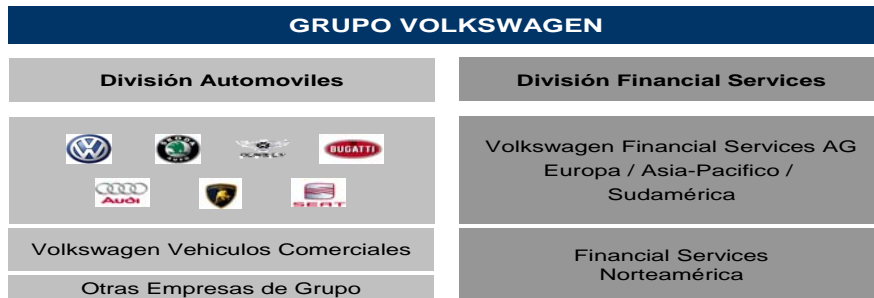 GRUPO VOLKSWAGEN
División Automoviles
BUGATTI
Audi
SEAT
Volkswagen Vehiculos Comerciales
Otras Empresas de Grupo
División Financial Services
Volkswagen Financial Services AG
Europa / Asia-Pacifico /
Sudamérica
Financial Services
Norteamérica